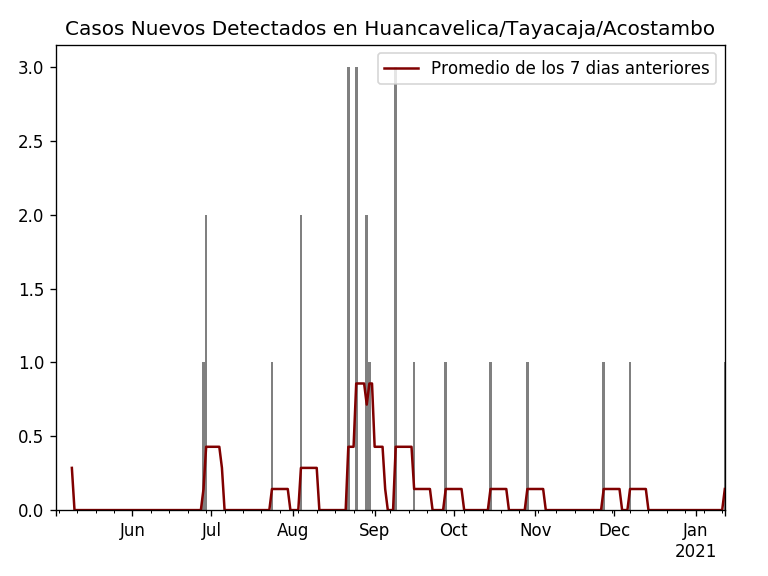 Casos Nuevos Detectados en Huancavelica/Tayacaja/Acostambo
Promedio de los 7 dias anteriores
3.0
2.5
2.0
1.5
1.0
0.5
0.0
Jun Jul Aug Sep Oct Nov Dec Jan
2021